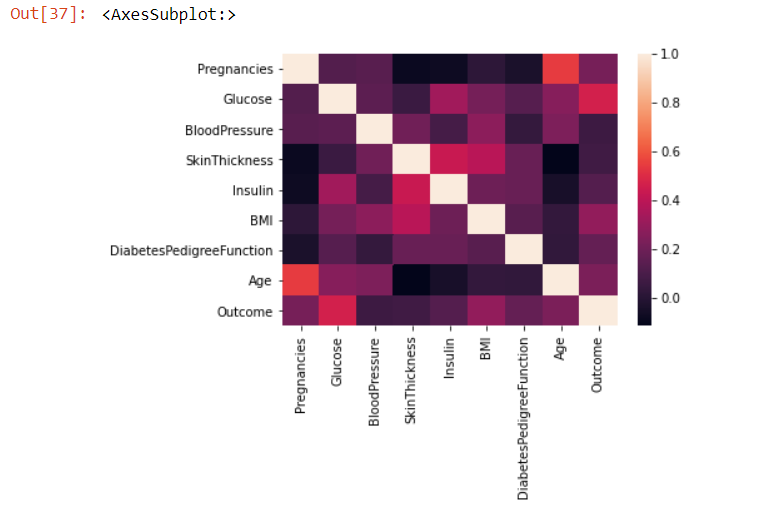 Out[37]: <AxesSubplot:>
Pregnancies
Glucose
BloodPressure
SkinThickness
Insulin
BMI
DiabetesPedigreeFunction
Age
Outcome
Pregnancies
Glucose
BloodPressure
SkinThickness
Insulin
BMI
DiabetesPedigreeFunction
Age
Outcome
1.0
0.8
0.6
0.4
0.2
0.0